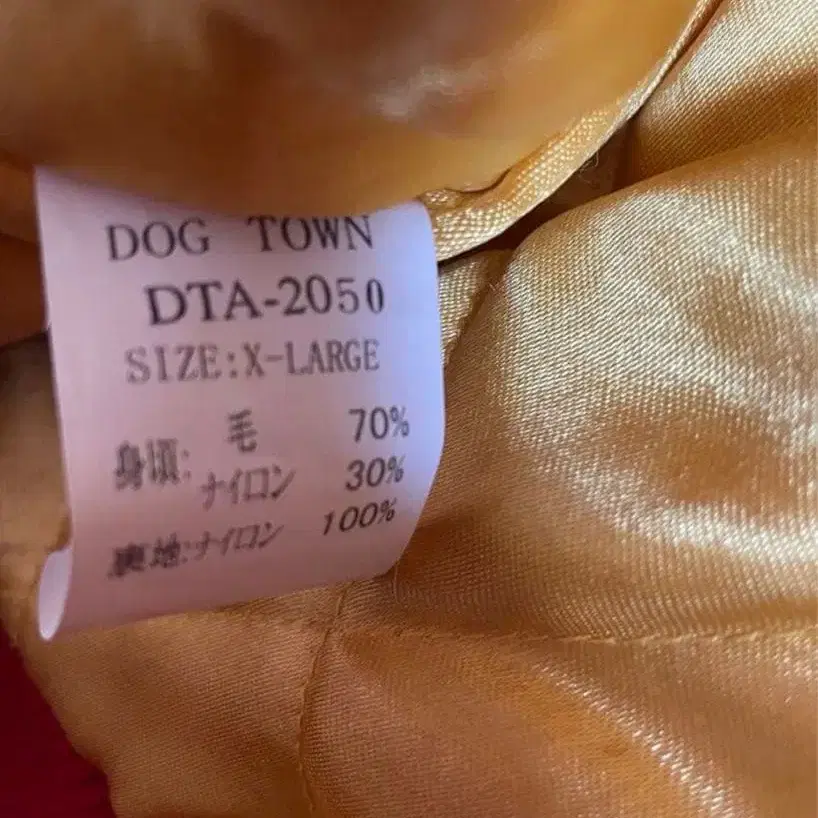 DOG TOWN
DTA-2050
SIZE:X-LARGE
身頃: 毛 70%
ナイロン 30%
裏地:ナイロン 100%